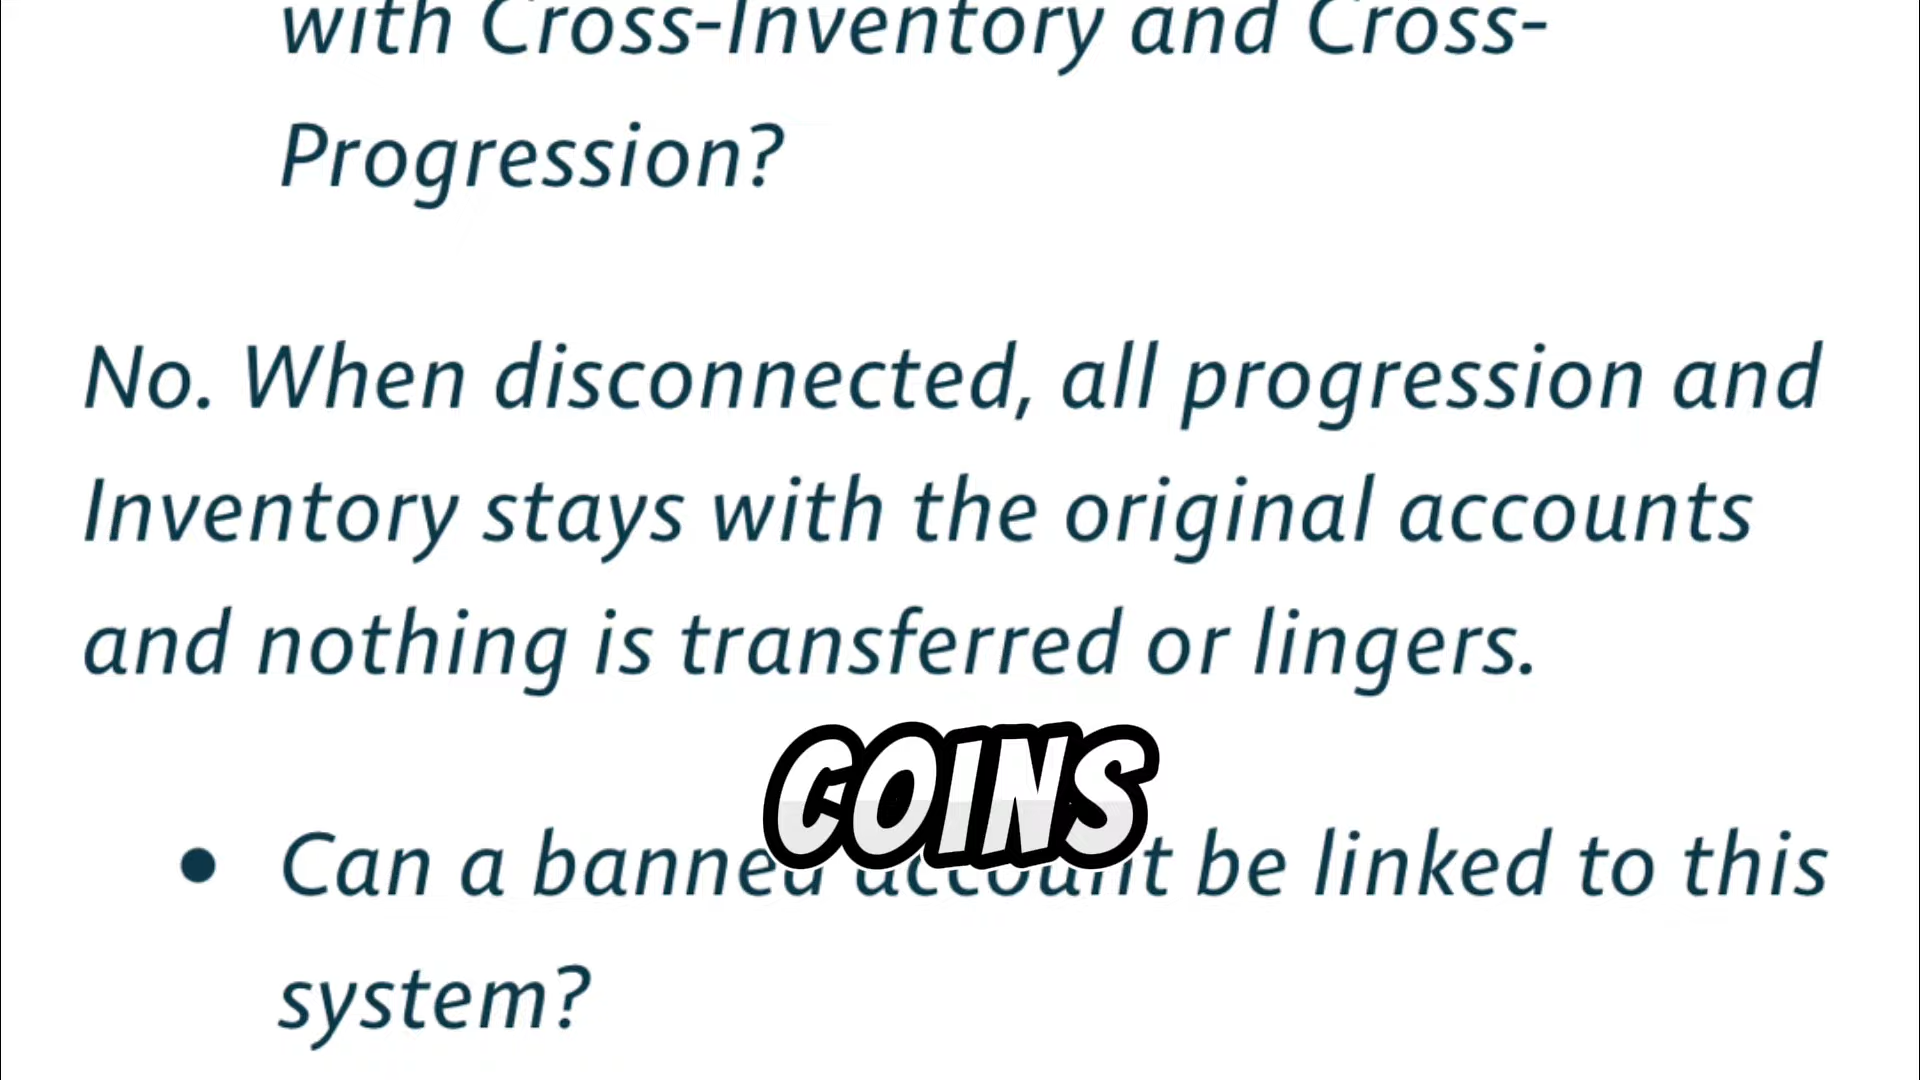 with Cross-Inventory and Cross-
Progression?
No. When disconnected, all progression and
Inventory stays with the original accounts
and nothing is transferred or lingers.
COINS
• Can a banned account be linked to this
system?